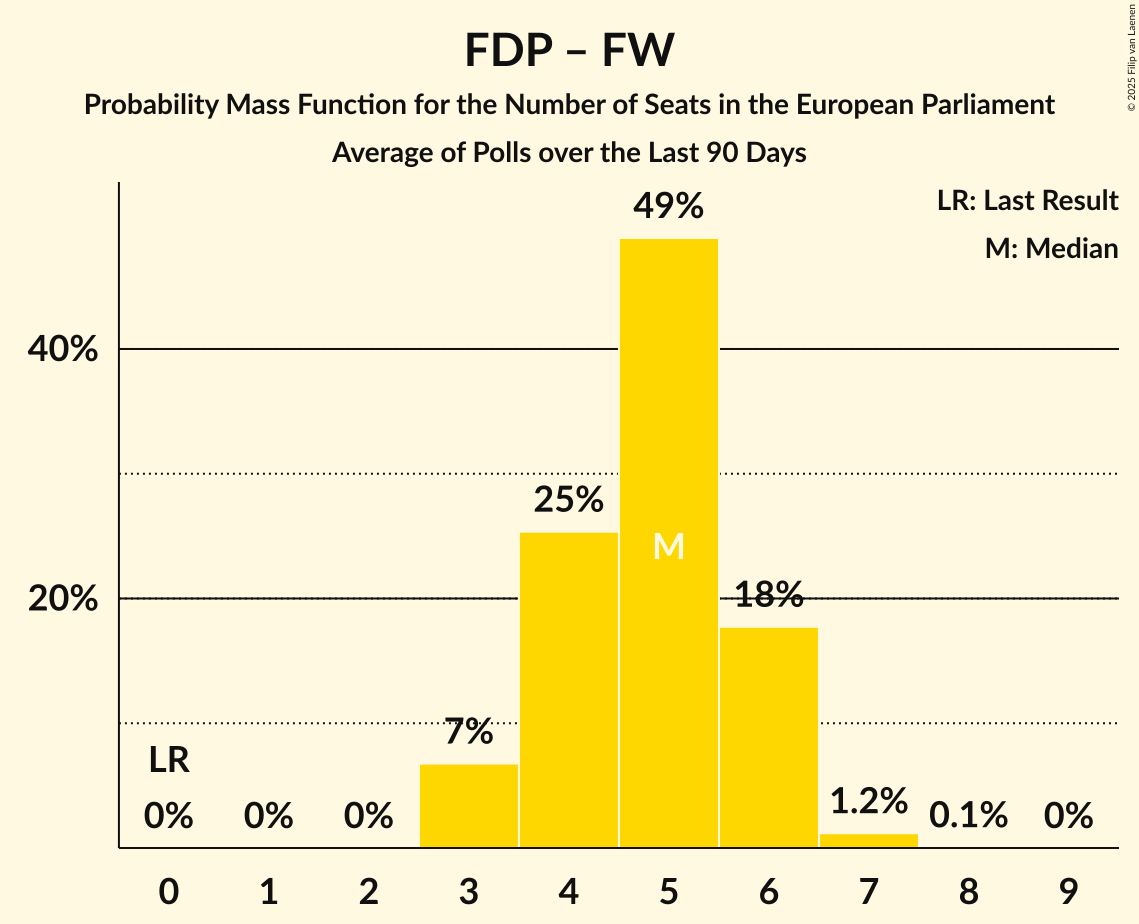 FDP – FW
Probability Mass Function for the Number of Seats in the European Parliament
Average of Polls over the Last 90 Days
© 2025 Filip van Laenen
LR: Last Result
M: Median
49%
40%
25%
M
20%
18%
7%
LR
0%
0%
0%
1.2%
0.1%
0%
0 1 2 3 4 5 6 7 8 9